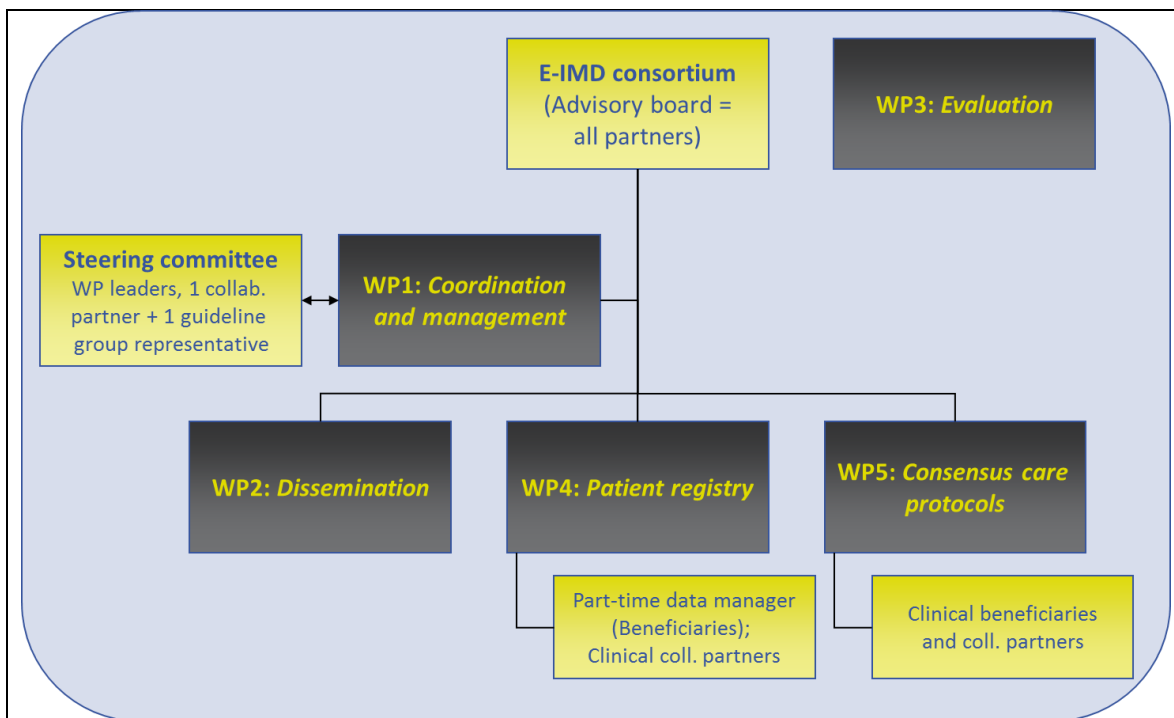 E-IMD consortium
(Advisory board =
all partners)
WP3: Evaluation
Steering committee
WP leaders, 1 collab.
partner + 1 guideline
group representative
WP1: Coordination
and management
WP2: Dissemination
WP4: Patient registry
WP5: Consensus care
protocols
Part-time data manager
(Beneficiaries);
Clinical coll. partners
Clinical beneficiaries
and coll. partners